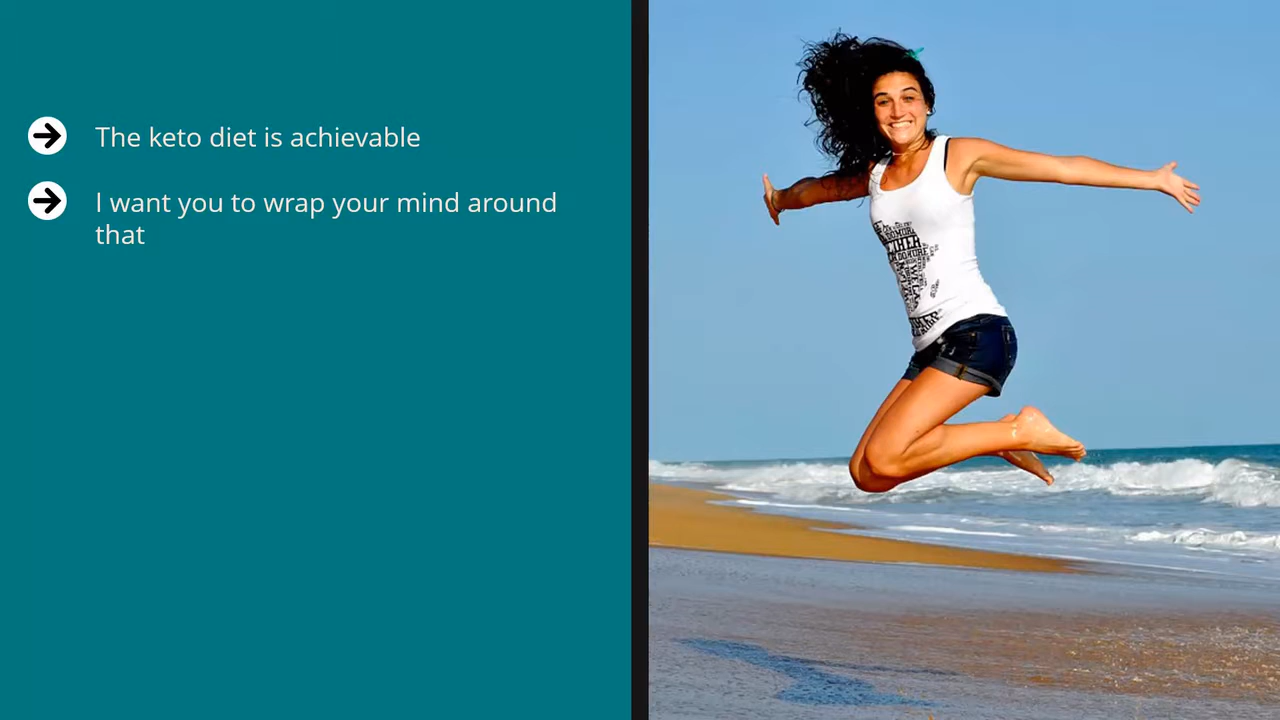 The keto diet is achievable
I want you to wrap your mind around
that